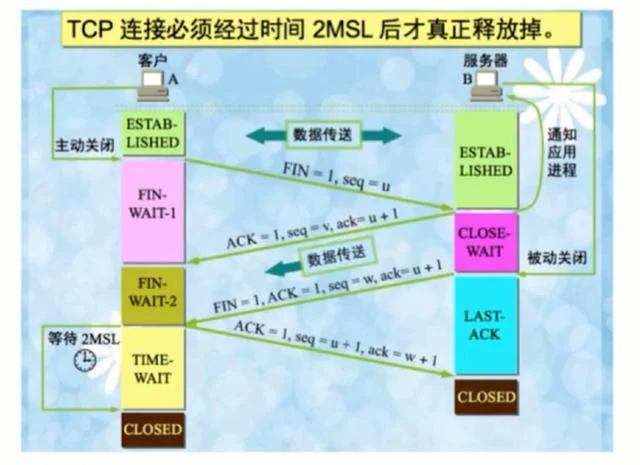 TCP 连接必须经过时间 2MSL 后才真正释放掉。
客户
A
服务器
B
主动关闭
ESTAB-
LISHED
数据传送
ESTAB-
LISHED
通知
应用
进程
FIN = 1, seq = u
FIN-
WAIT-1
ACK = 1, seq = v, ack= u + 1
CLOSE-
WAIT
数据传送
被动关闭
FIN-
WAIT-2
FIN = 1, ACK = 1, seq = w, ack= u + 1
LAST-
ACK
等待 2MSL
ACK = 1, seq = u + 1, ack = w + 1
TIME-
WAIT
CLOSED
CLOSED